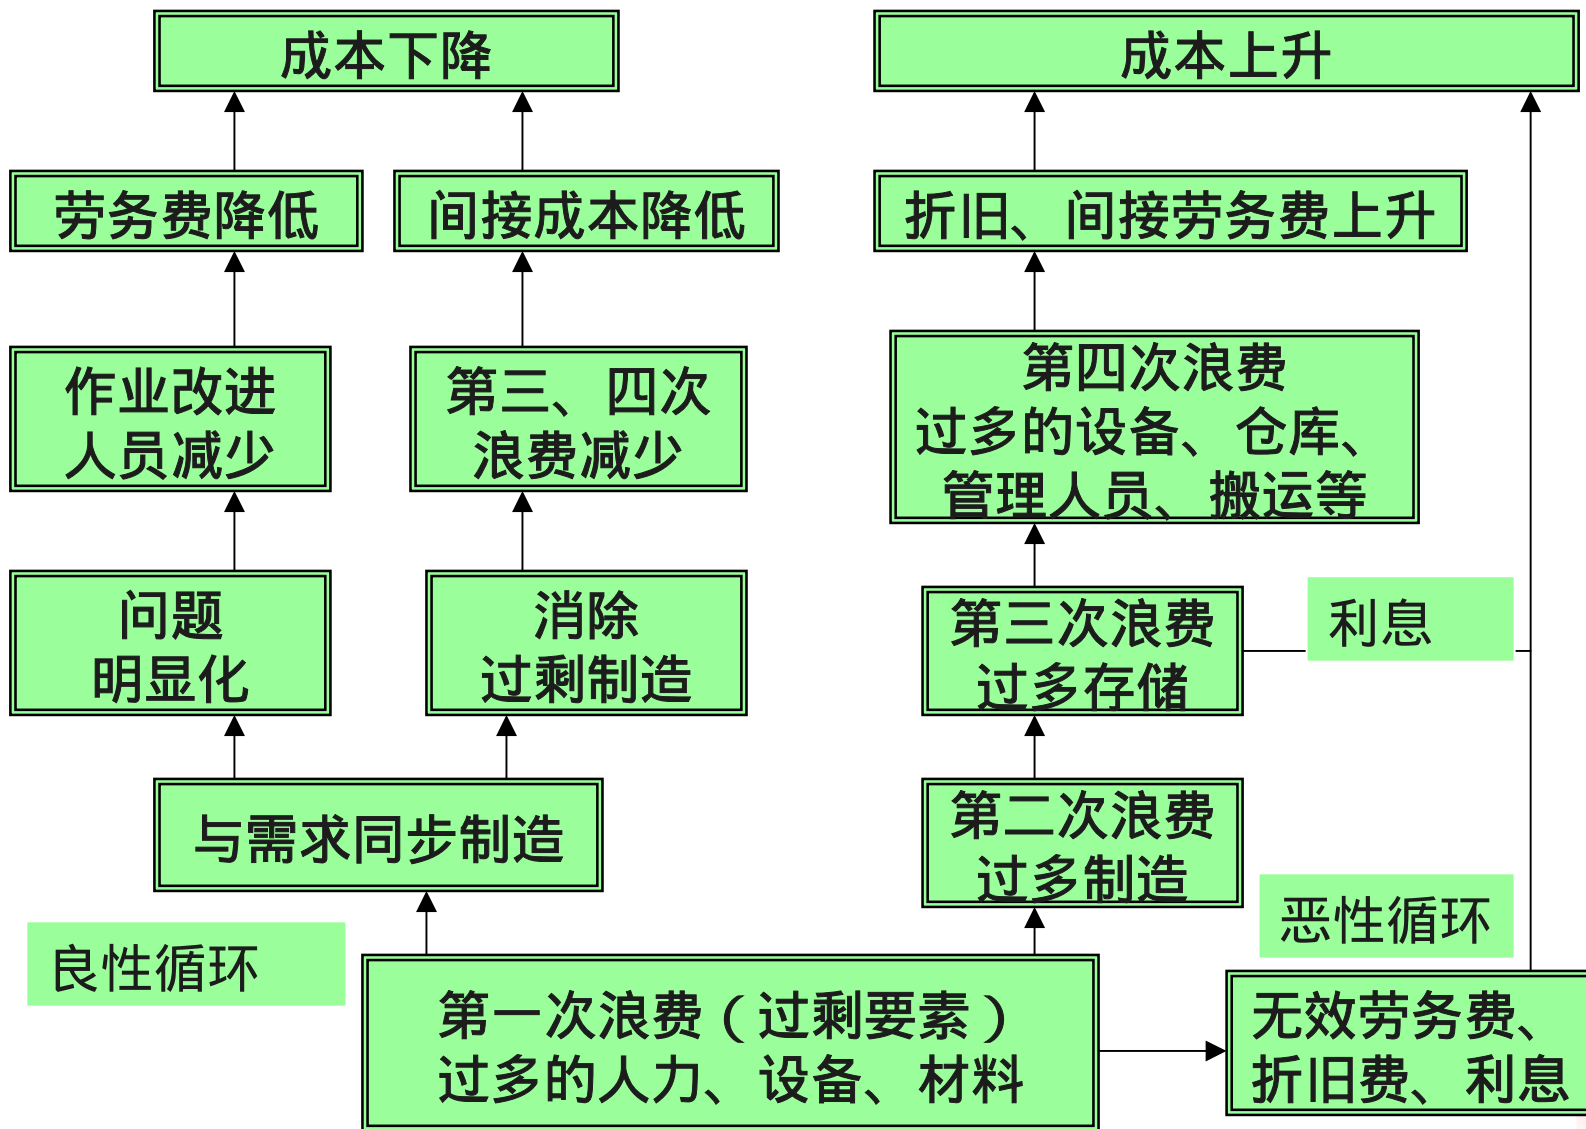 成本下降
成本上升
劳务费降低
间接成本降低
折旧、间接劳务费上升
作业改进
人员减少
第三、四次
浪费减少
第四次浪费
过多的设备、仓库、
管理人员、搬运等
问题
明显化
消除
过剩制造
第三次浪费
过多存储
利息
与需求同步制造
第二次浪费
过多制造
良性循环
恶性循环
第一次浪费（过剩要素）
过多的人力、设备、材料
无效劳务费、
折旧费、利息